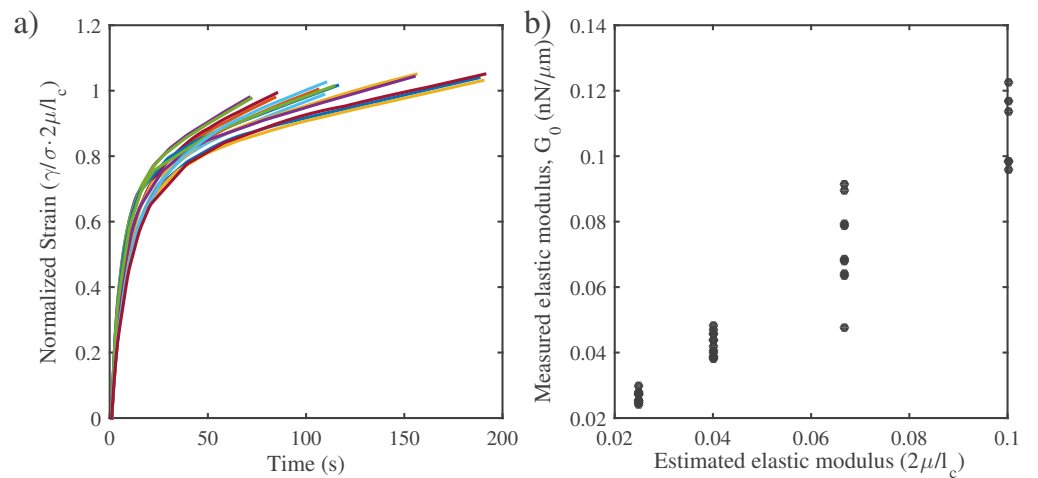 a)
Normalized Strain (γ/σ·2μ/l_c)
1.2
1
0.8
0.6
0.4
0.2
0
0 50 100 150 200
Time (s)
b)
Measured elastic modulus, G_0 (nN/μm)
0.14
0.12
0.1
0.08
0.06
0.04
0.02
0.02 0.04 0.06 0.08 0.1
Estimated elastic modulus (2μ/l_c)